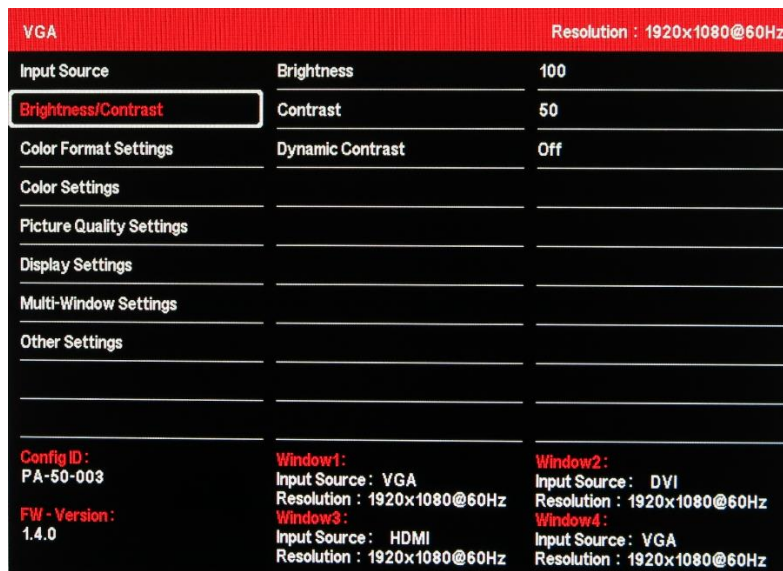 VGA Resolution : 1920x1080@60Hz
Input Source Brightness 100
Brightness/Contrast Contrast 50
Color Format Settings Dynamic Contrast Off
Color Settings
Picture Quality Settings
Display Settings
Multi-Window Settings
Other Settings
Config ID :
PA-50-003
FW - Version :
1.4.0
Window1 :
Input Source : VGA
Resolution : 1920x1080@60Hz
Window3 :
Input Source : HDMI
Resolution : 1920x1080@60Hz
Window2 :
Input Source : DVI
Resolution : 1920x1080@60Hz
Window4 :
Input Source : VGA
Resolution : 1920x1080@60Hz